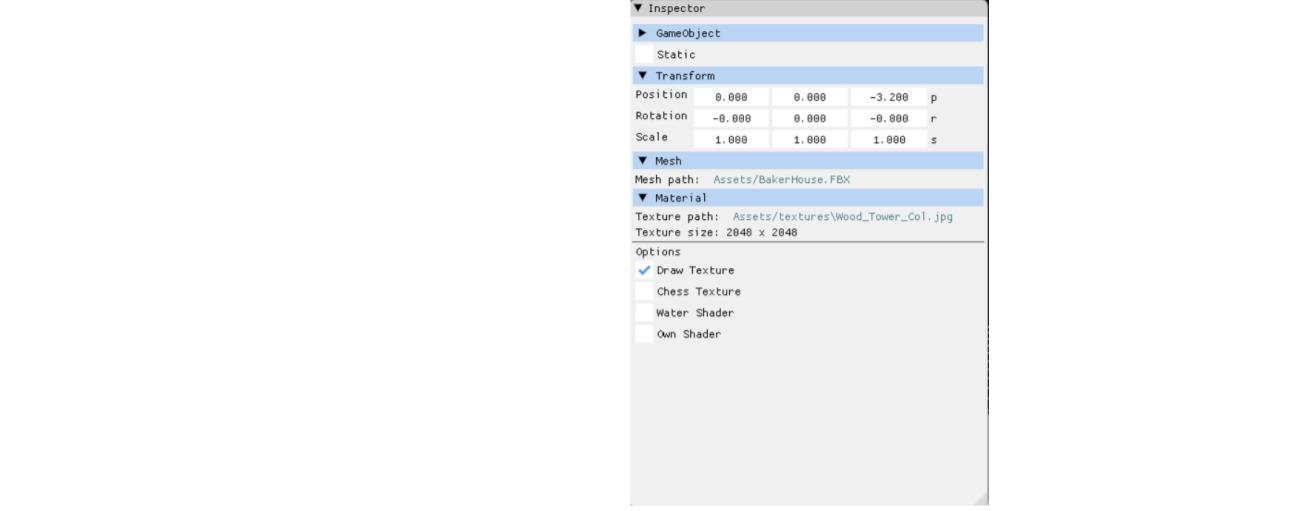 Inspector
GameObject
Static
Transform
Position 0.000 0.000 -3.200 p
Rotation -0.000 0.000 -0.000 r
Scale 1.000 1.000 1.000 s
Mesh
Mesh path: Assets/BakerHouse.FBX
Material
Texture path: Assets/textures\Wood_Tower_Col.jpg
Texture size: 2048 x 2048
Options
Draw Texture
Chess Texture
Water Shader
Own Shader